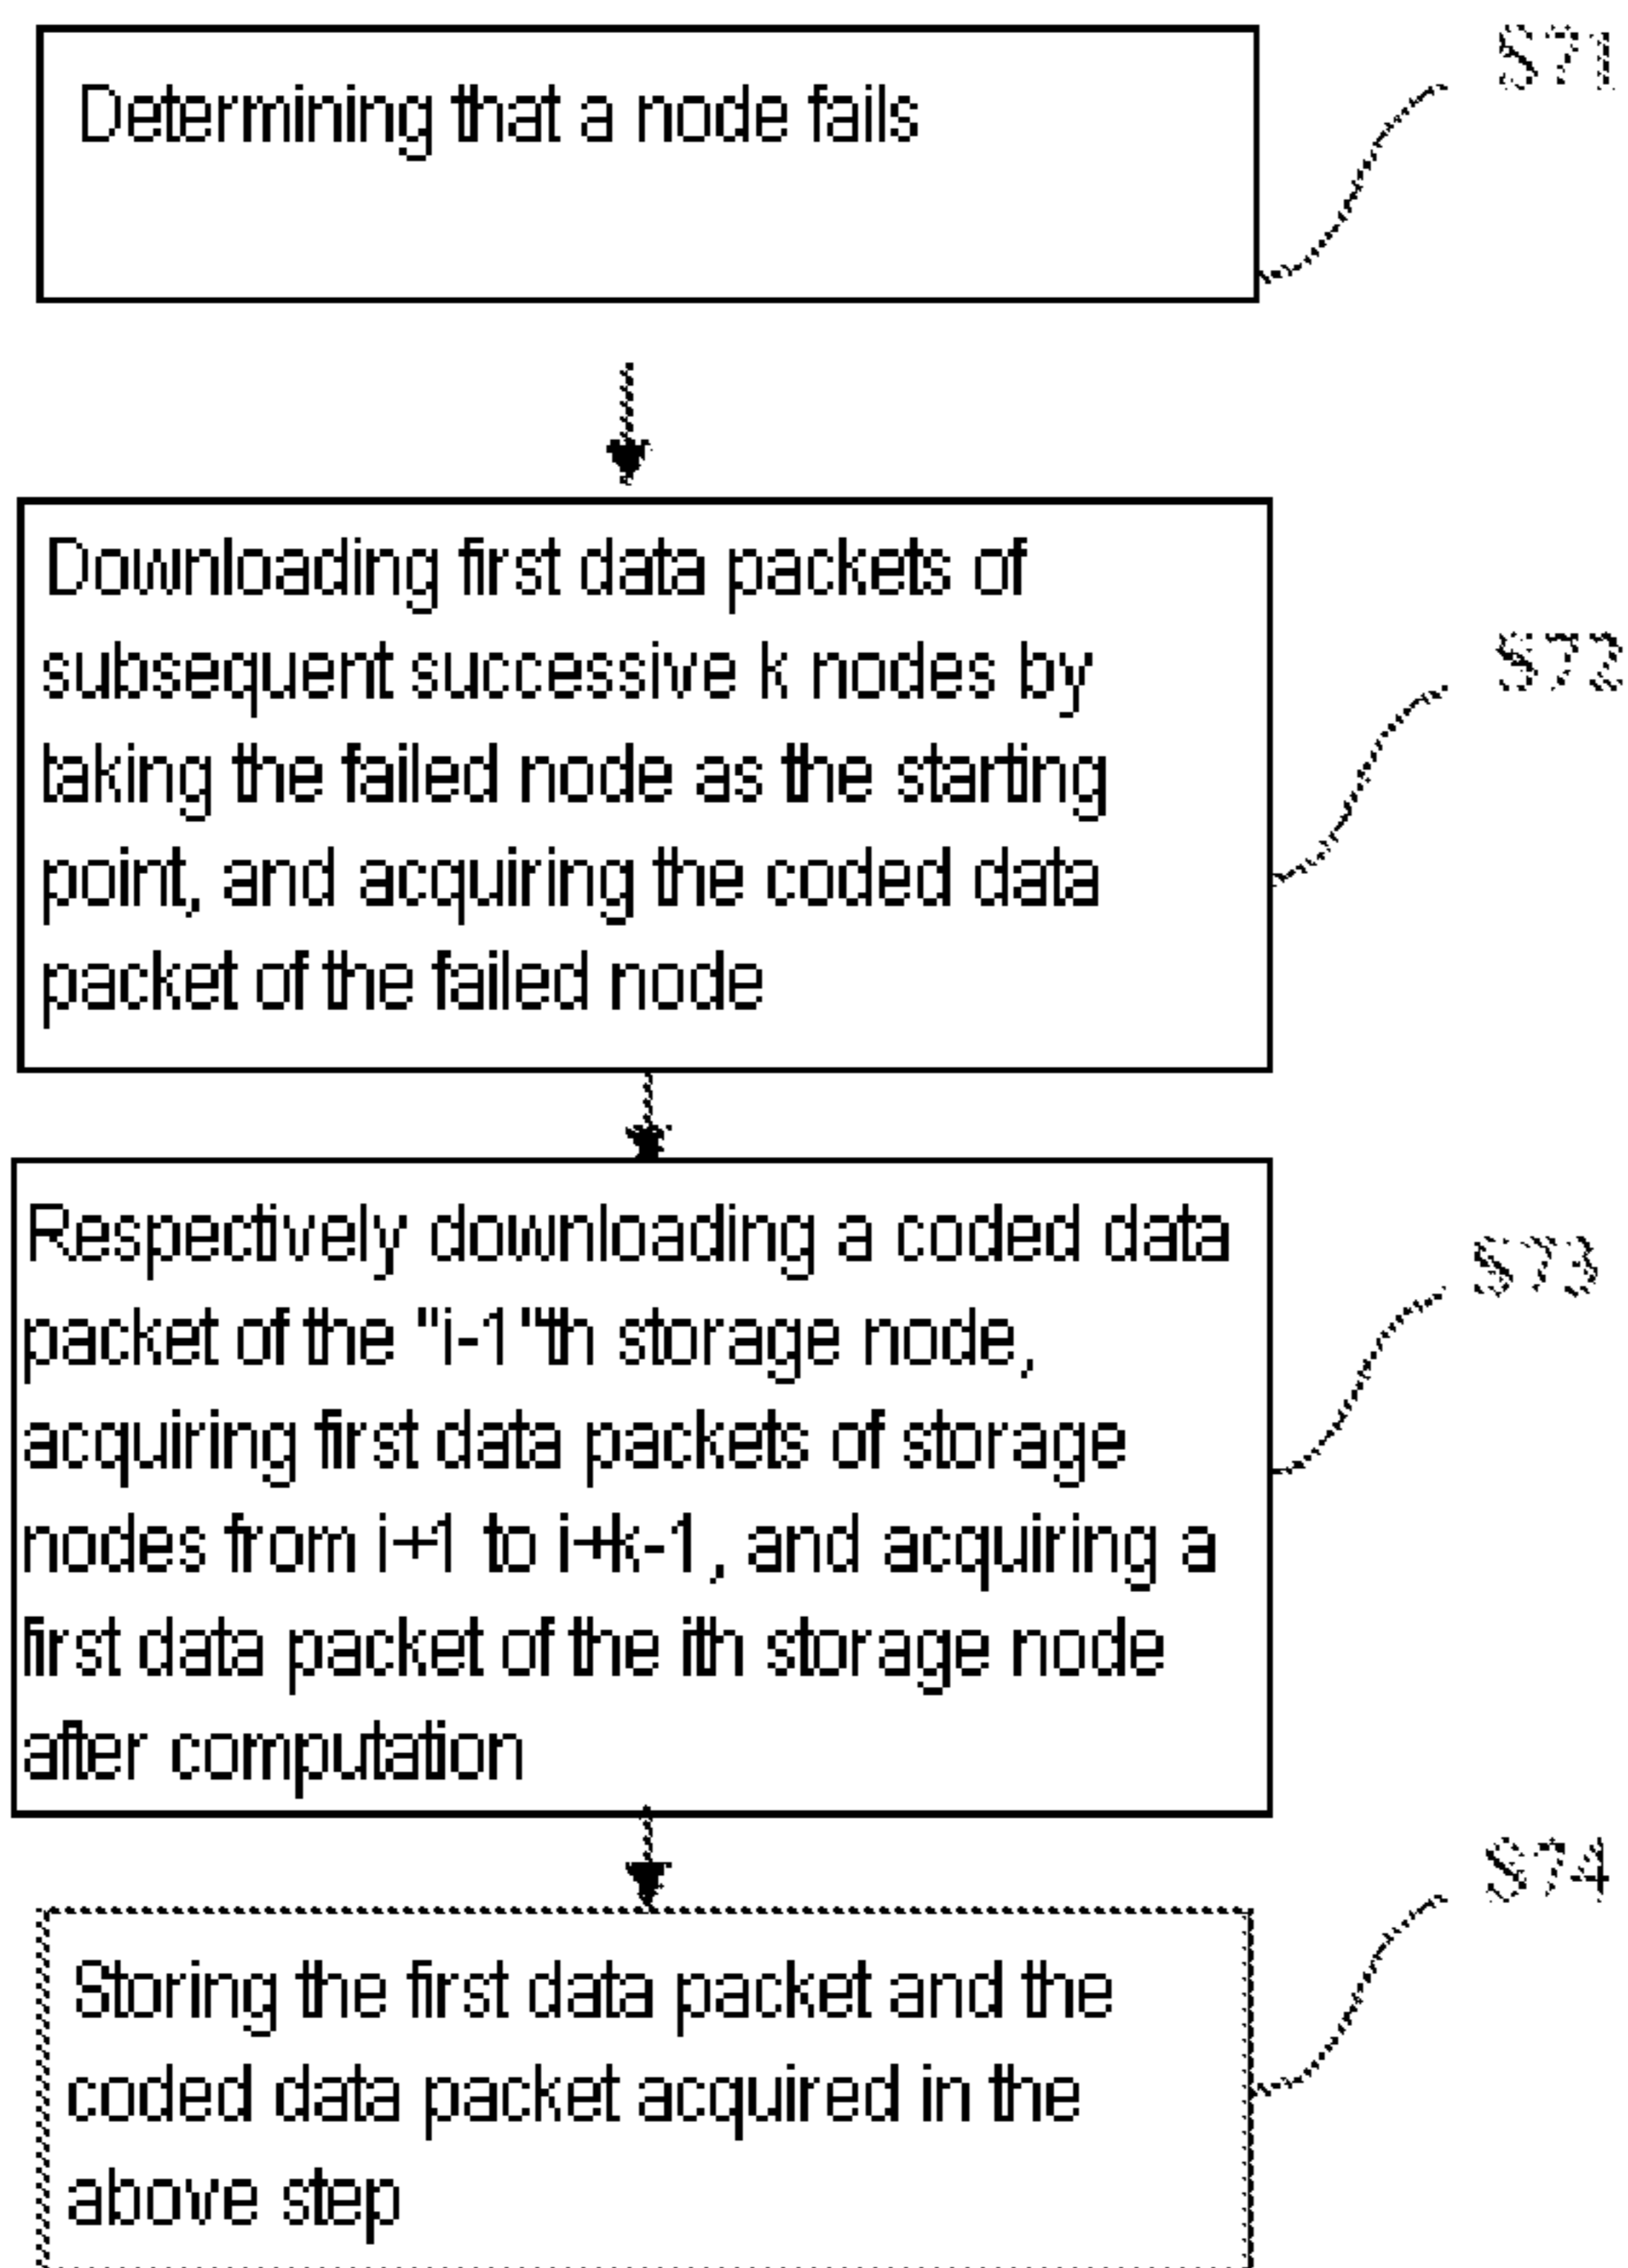 S71
Determining that a node fails
Downloading first data packets of
subsequent successive k nodes by
taking the failed node as the starting
point, and acquiring the coded data
packet of the failed node
S72
Respectively downloading a coded data
packet of the "i-1"th storage node,
acquiring first data packets of storage
nodes from i+1 to i+k-1, and acquiring a
first data packet of the ith storage node
after computation
S73
Storing the first data packet and the
coded data packet acquired in the
above step
S74